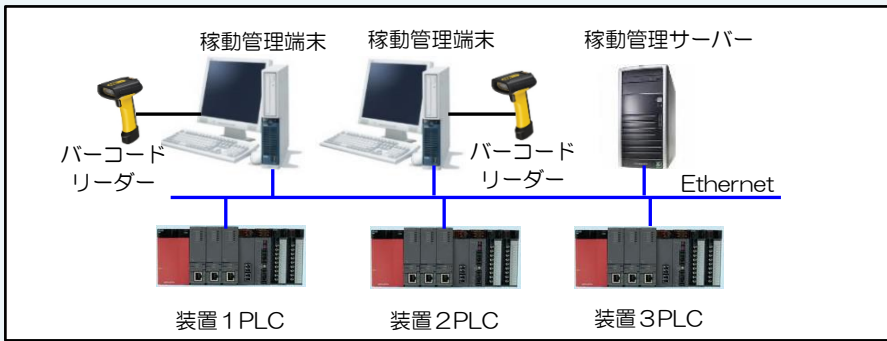 稼動管理端末
稼動管理端末
稼動管理サーバー
バーコード
リーダー
バーコード
リーダー
Ethernet
装置１PLC
装置２PLC
装置３PLC